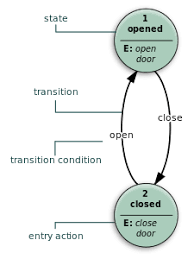 state
1
opened
E: open
door
transition
close
open
transition condition
2
closed
E: close
door
entry action